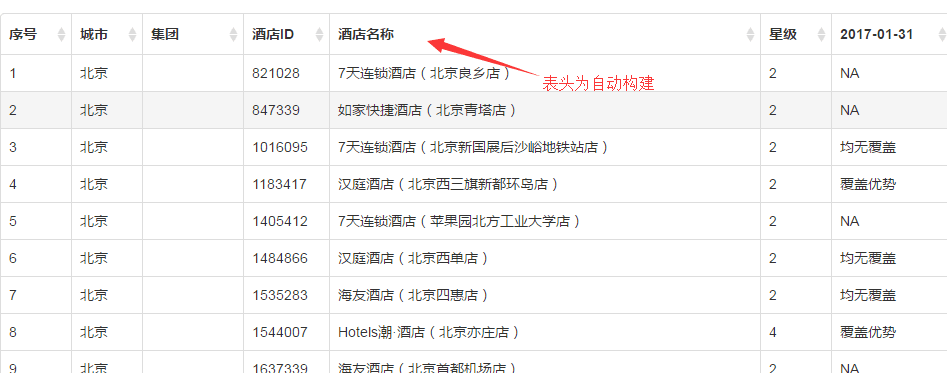 序号 城市 集团 酒店ID 酒店名称 星级 2017-01-31
1 北京 821028 7天连锁酒店（北京良乡店） 2 NA
表头为自动构建
2 北京 847339 如家快捷酒店（北京青塔店） 2 NA
3 北京 1016095 7天连锁酒店（北京新国展后沙峪地铁站店） 2 均无覆盖
4 北京 1183417 汉庭酒店（北京西三旗新都环岛店） 2 覆盖优势
5 北京 1405412 7天连锁酒店（苹果园北方工业大学店） 2 NA
6 北京 1484866 汉庭酒店（北京西单店） 2 均无覆盖
7 北京 1535283 海友酒店（北京四惠店） 2 均无覆盖
8 北京 1544007 Hotels潮·酒店（北京亦庄店） 4 覆盖优势
9 北京 1637339 海友酒店（北京首都机场店） 2 NA